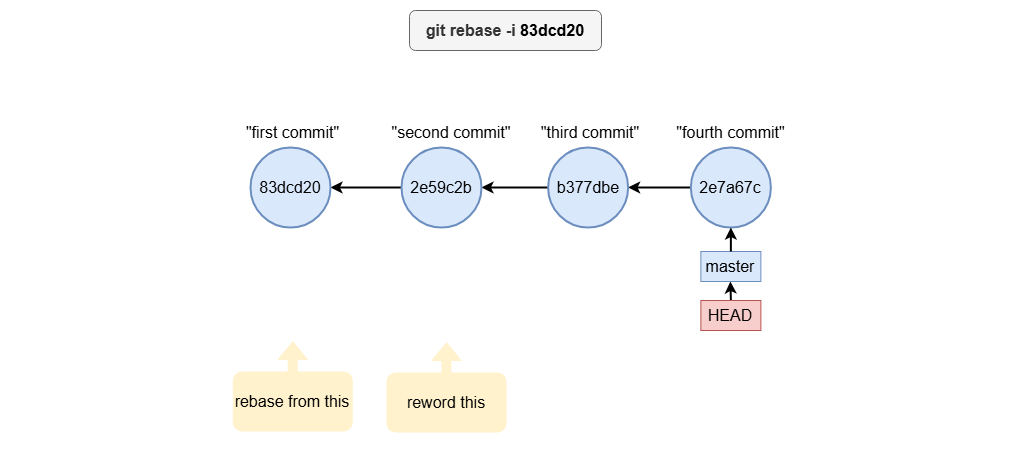 git rebase -i 83dcd20
"first commit"
"second commit"
"third commit"
"fourth commit"
83dcd20
2e59c2b
b377dbe
2e7a67c
master
HEAD
rebase from this
reword this